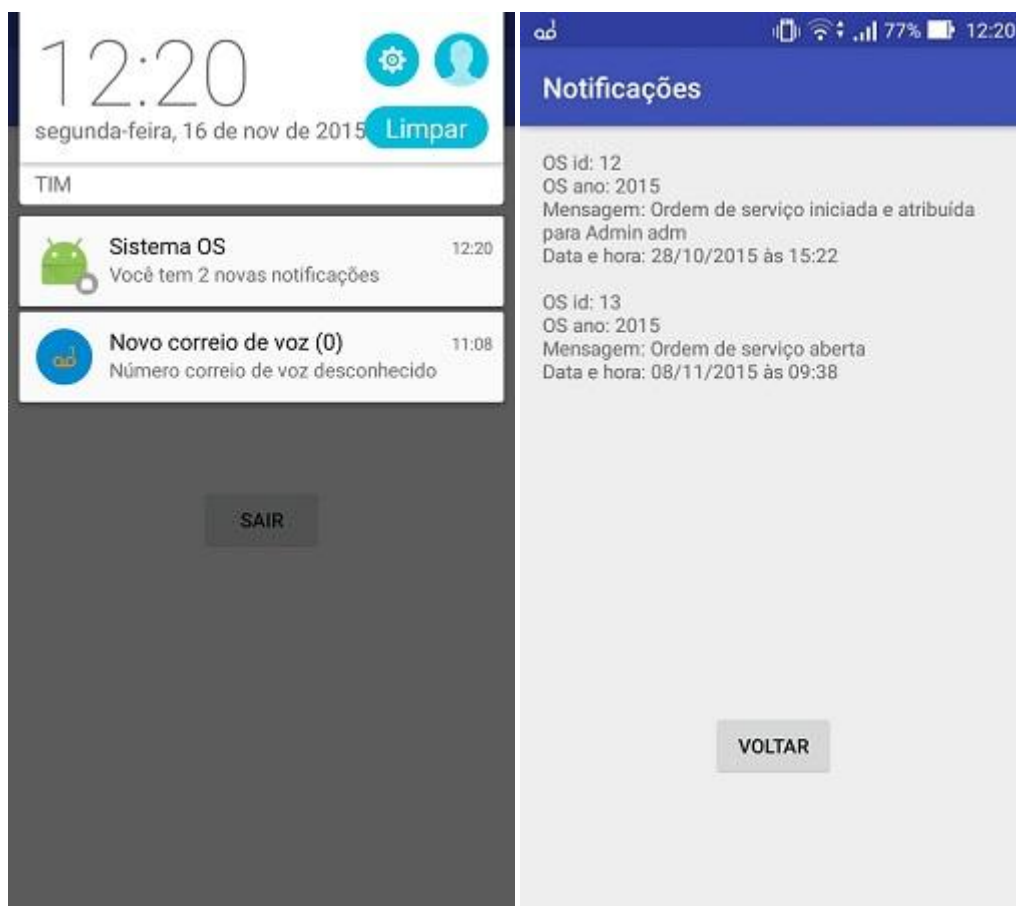 12:20
segunda-feira, 16 de nov de 2015
Limpar
TIM
Sistema OS
12:20
Você tem 2 novas notificações
Novo correio de voz (0)
11:08
Número correio de voz desconhecido
SAIR
77%
12:20
Notificações
OS id: 12
OS ano: 2015
Mensagem: Ordem de serviço iniciada e atribuída
para Admin adm
Data e hora: 28/10/2015 às 15:22
OS id: 13
OS ano: 2015
Mensagem: Ordem de serviço aberta
Data e hora: 08/11/2015 às 09:38
VOLTAR